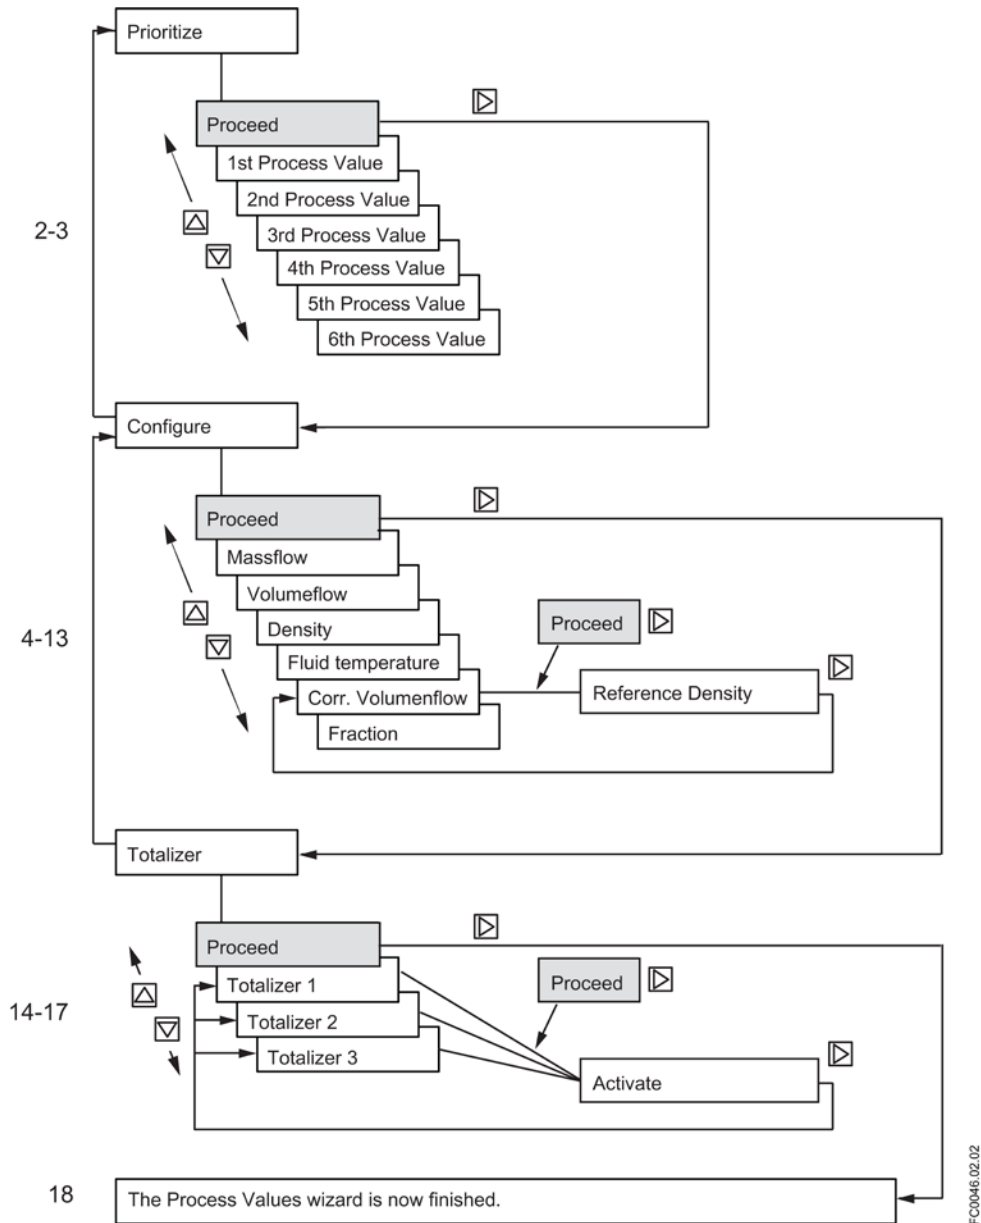 Prioritize
Proceed
1st Process Value
2nd Process Value
3rd Process Value
4th Process Value
5th Process Value
6th Process Value
2-3
Configure
Proceed
Massflow
Volumeflow
Density
Fluid temperature
Corr. Volumenflow
Fraction
Proceed
Reference Density
4-13
Totalizer
Proceed
Totalizer 1
Totalizer 2
Totalizer 3
Proceed
Activate
14-17
18
The Process Values wizard is now finished.
FC0046.02.02